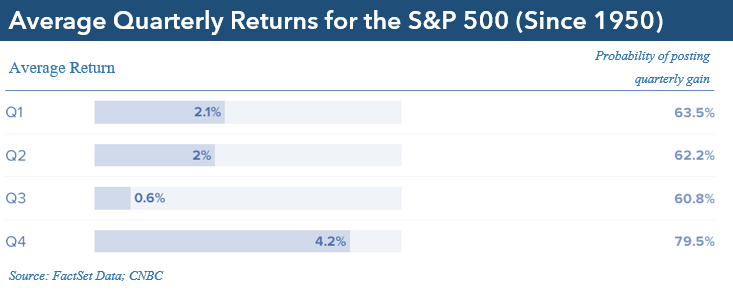 Average Quarterly Returns for the S&P 500 (Since 1950)
Average Return
Probability of posting
quarterly gain
Q1 2.1% 63.5%
Q2 2% 62.2%
Q3 0.6% 60.8%
Q4 4.2% 79.5%
Source: FactSet Data; CNBC